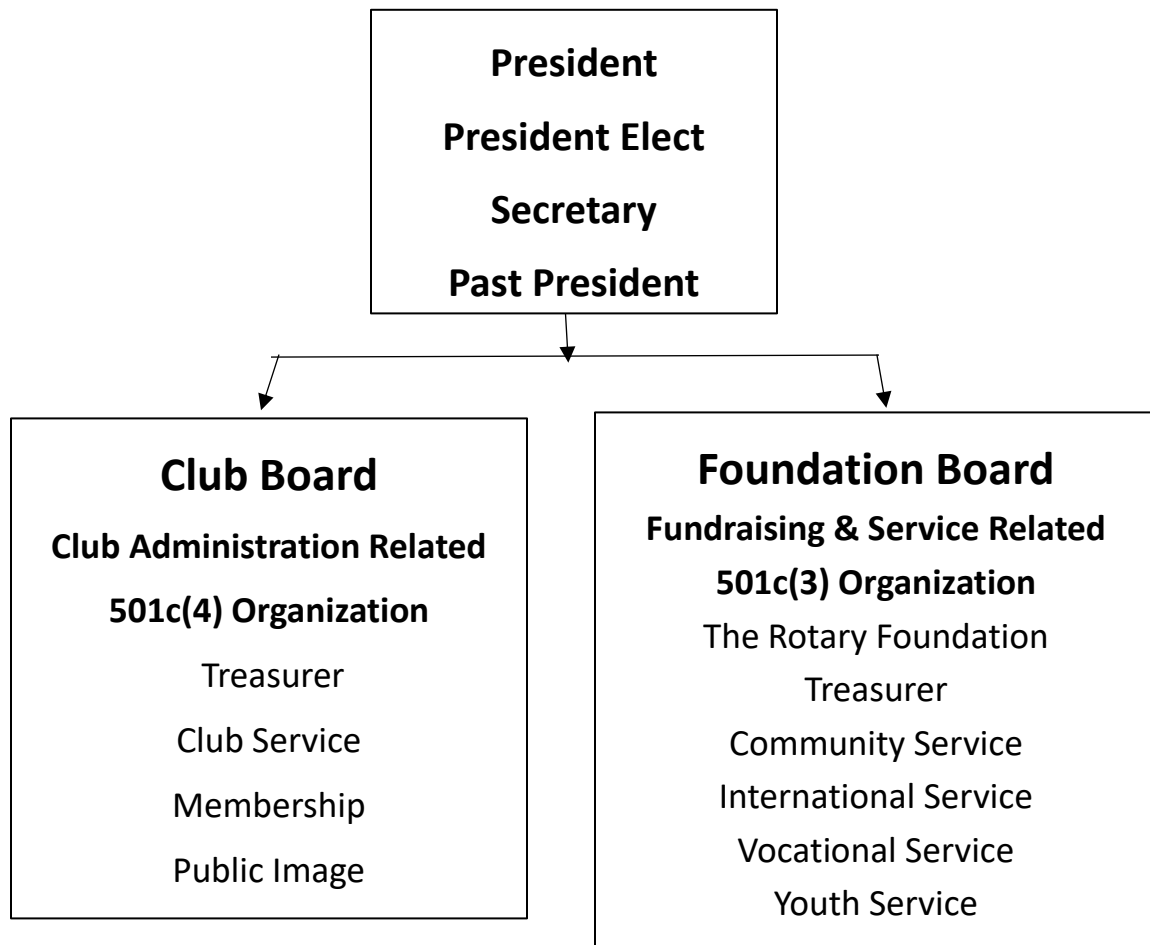 President
President Elect
Secretary
Past President
Club Board
Club Administration Related
501c(4) Organization
Treasurer
Club Service
Membership
Public Image
Foundation Board
Fundraising & Service Related
501c(3) Organization
The Rotary Foundation
Treasurer
Community Service
International Service
Vocational Service
Youth Service